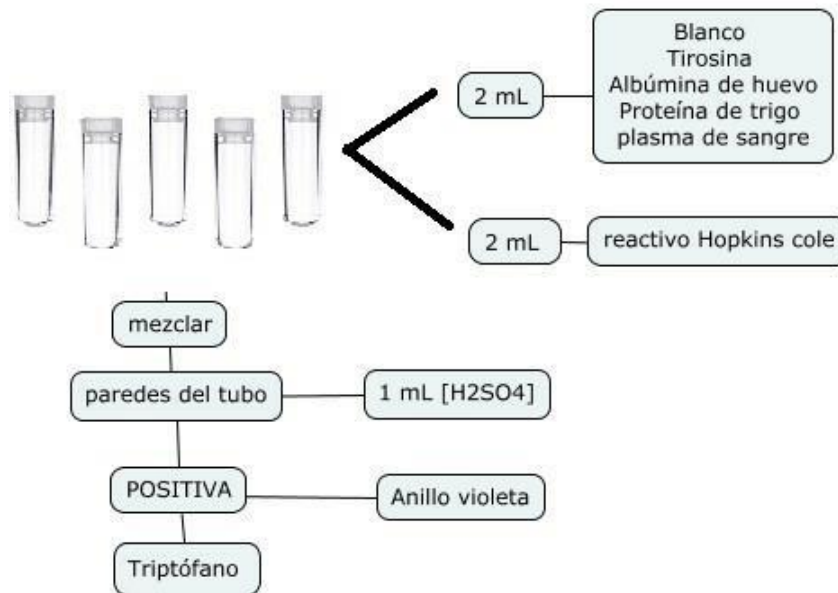 2 mL
Blanco
Tirosina
Albúmina de huevo
Proteína de trigo
plasma de sangre
2 mL
reactivo Hopkins cole
mezclar
paredes del tubo
1 mL [H2SO4]
POSITIVA
Anillo violeta
Triptófano